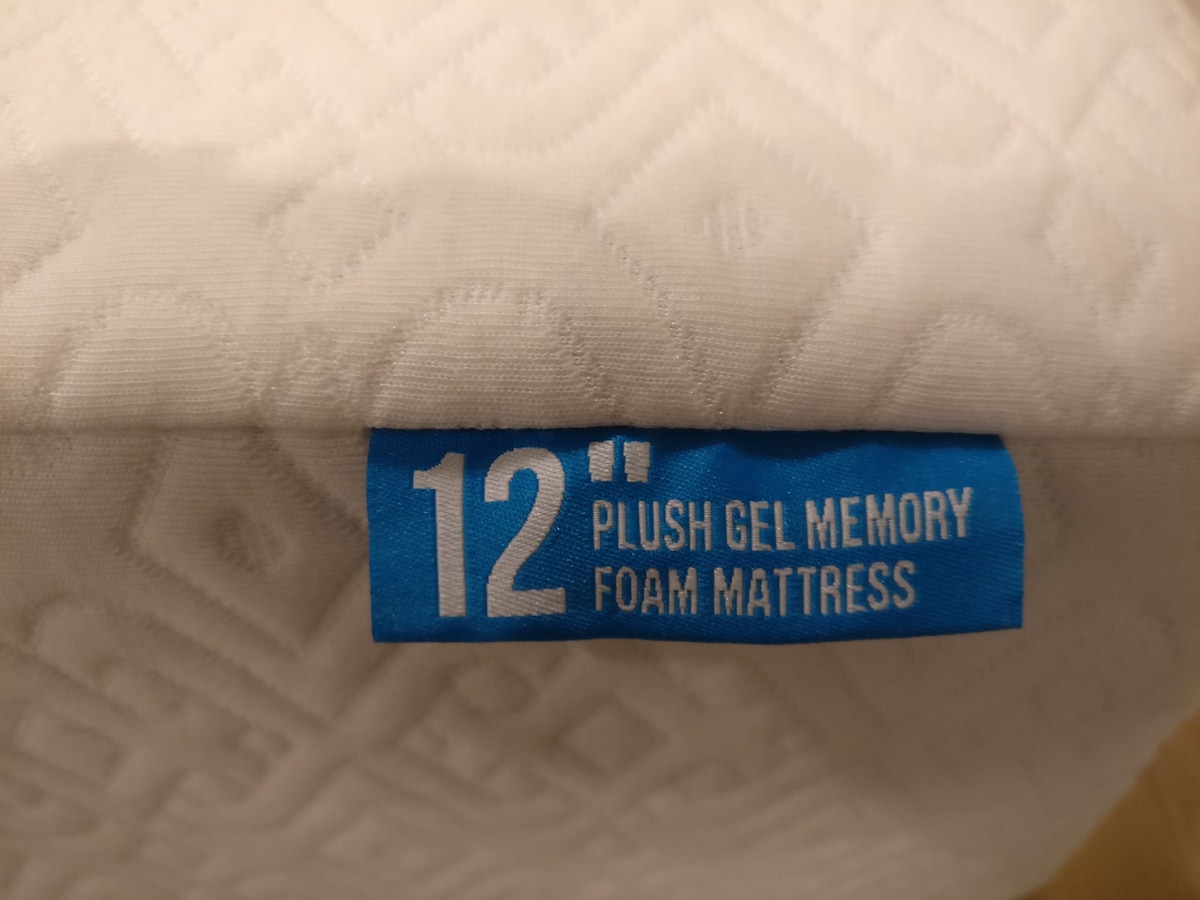 12"
PLUSH GEL MEMORY
FOAM MATTRESS